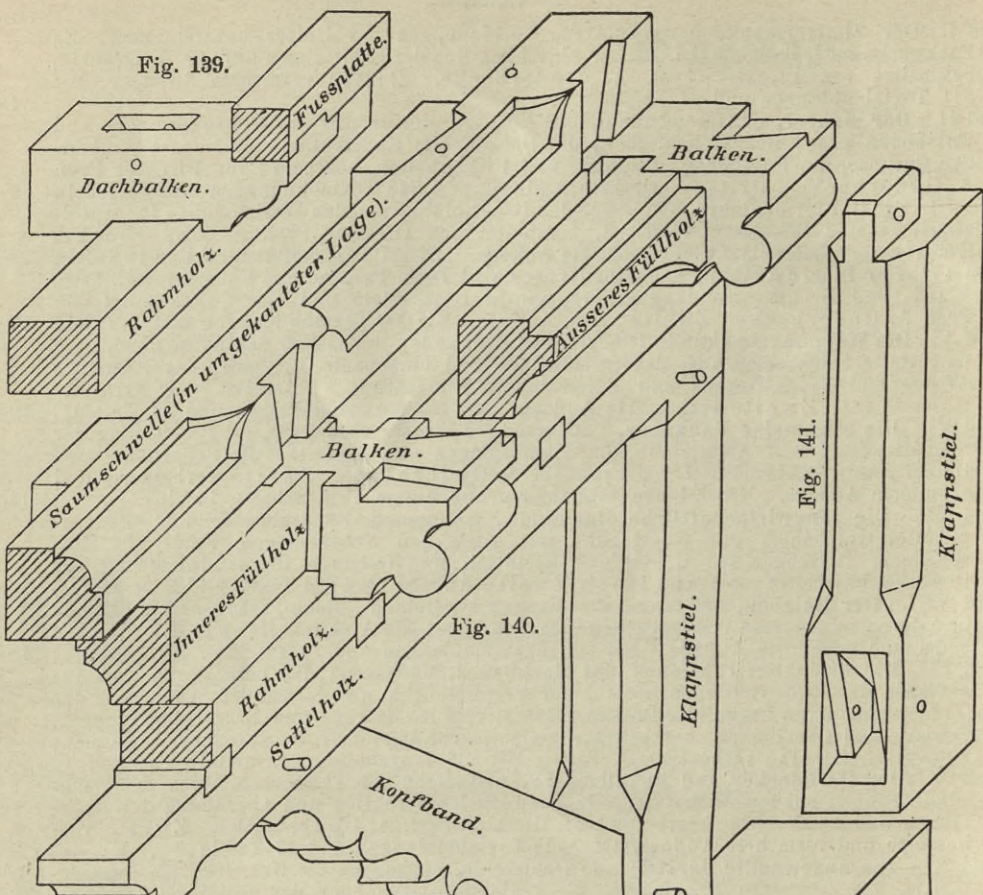 Fig. 139.
Fussplatte.
Dachbalken.
Rahmholz.
Saumschwelle (in umgekanteter Lage).
Balken.
Äusseres Füllholz
Balken.
Inneres Füllholz
Rahmholz.
Sattelholz.
Fig. 140.
Klappstiel.
Kopfband.
Fig. 141.
Klappstiel.